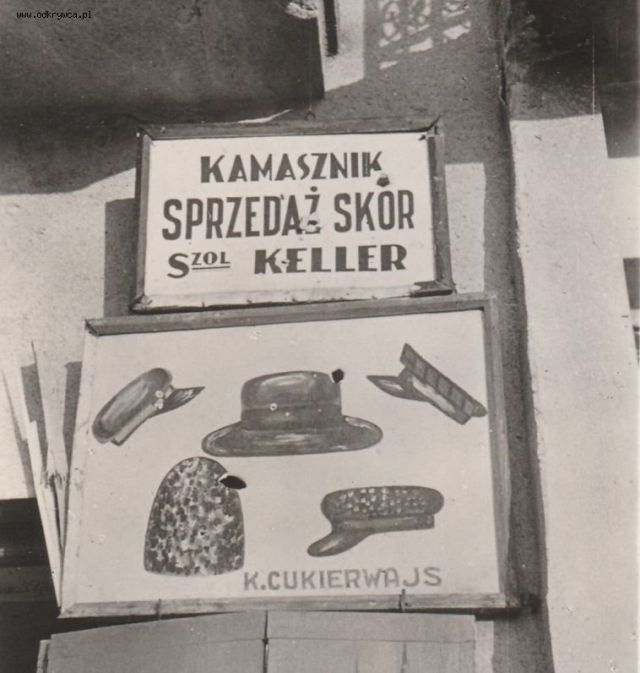 www.odkrywca.pl
KAMASZNIK
SPRZEDAŻ SKÓR
SZOL KELLER
K.CUKIERWAJS